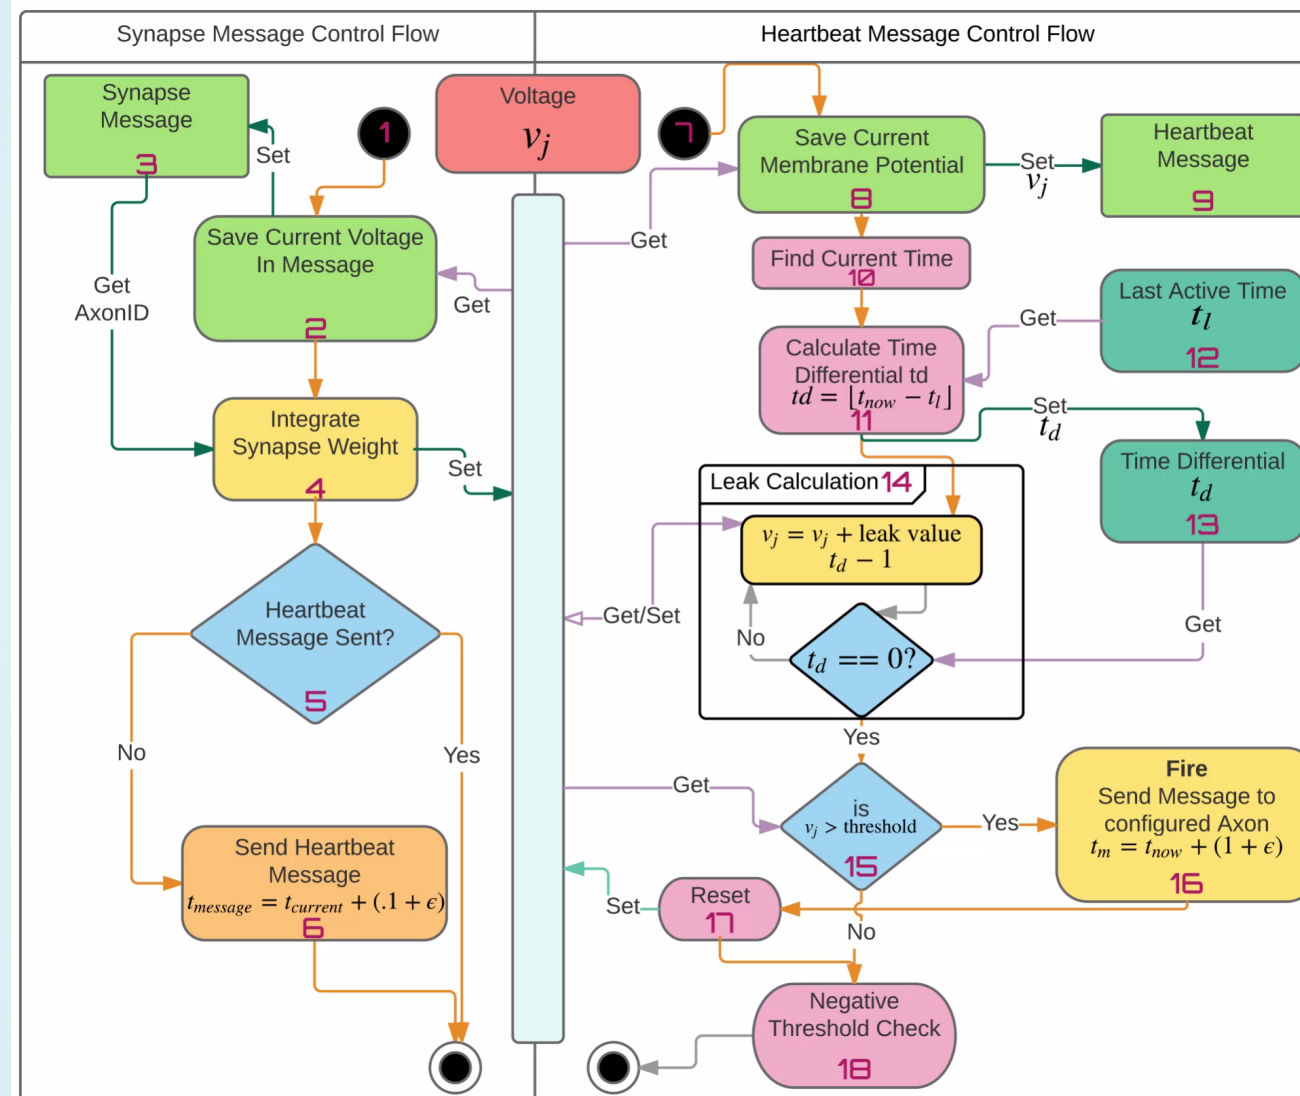 Synapse Message Control Flow
Heartbeat Message Control Flow
Synapse
Message
3
Set
1
Voltage
v_j
7
Save Current
Membrane Potential
8
Set
v_j
Heartbeat
Message
9
Save Current Voltage
In Message
2
Get
Get
Get
AxonID
Find Current Time
10
Last Active Time
t_l
12
Get
Calculate Time
Differential td
td = ⌊t_now − t_l⌋
11
Set
t_d
Integrate
Synapse Weight
4
Set
Time Differential
t_d
13
Leak Calculation 14
v_j = v_j + leak value
t_d − 1
Get/Set
No
t_d == 0?
Get
Yes
Heartbeat
Message Sent?
5
No
Yes
Get
is
v_j > threshold
15
Yes
Fire
Send Message to
configured Axon
t_m = t_now + (1 + ϵ)
16
Send Heartbeat
Message
t_message = t_current + (.1 + ϵ)
6
Set
Reset
17
No
Negative
Threshold Check
18